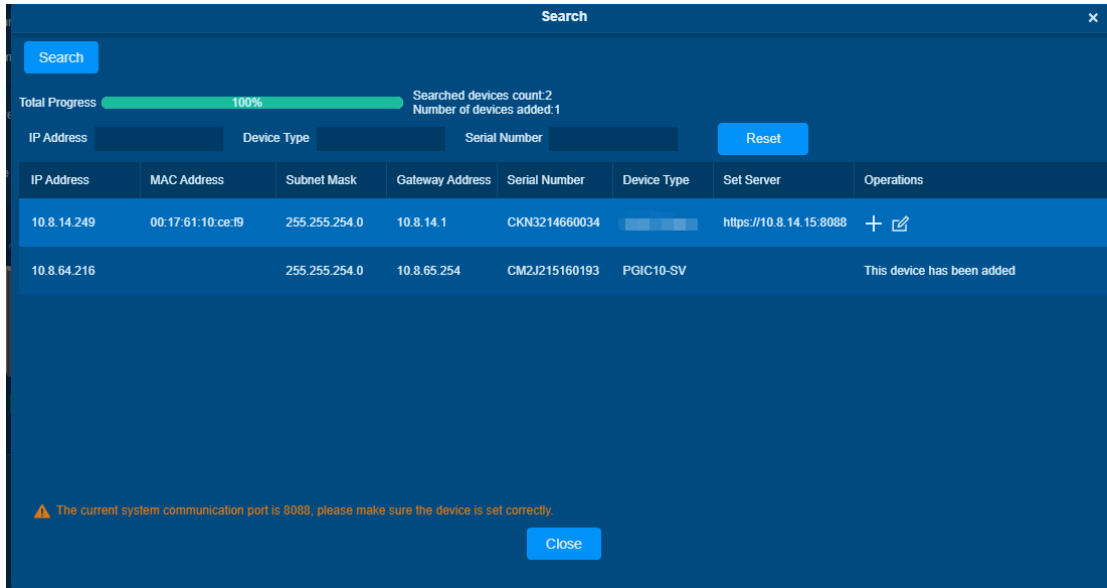 Search
Search
Total Progress 100% Searched devices count:2
Number of devices added:1
IP Address Device Type Serial Number Reset
IP Address MAC Address Subnet Mask Gateway Address Serial Number Device Type Set Server Operations
10.8.14.249 00:17:61:10:ce:f9 255.255.254.0 10.8.14.1 CKN3214660034 https://10.8.14.15:8088
10.8.64.216 255.255.254.0 10.8.65.254 CM2J215160193 PGIC10-SV This device has been added
The current system communication port is 8088, please make sure the device is set correctly.
Close